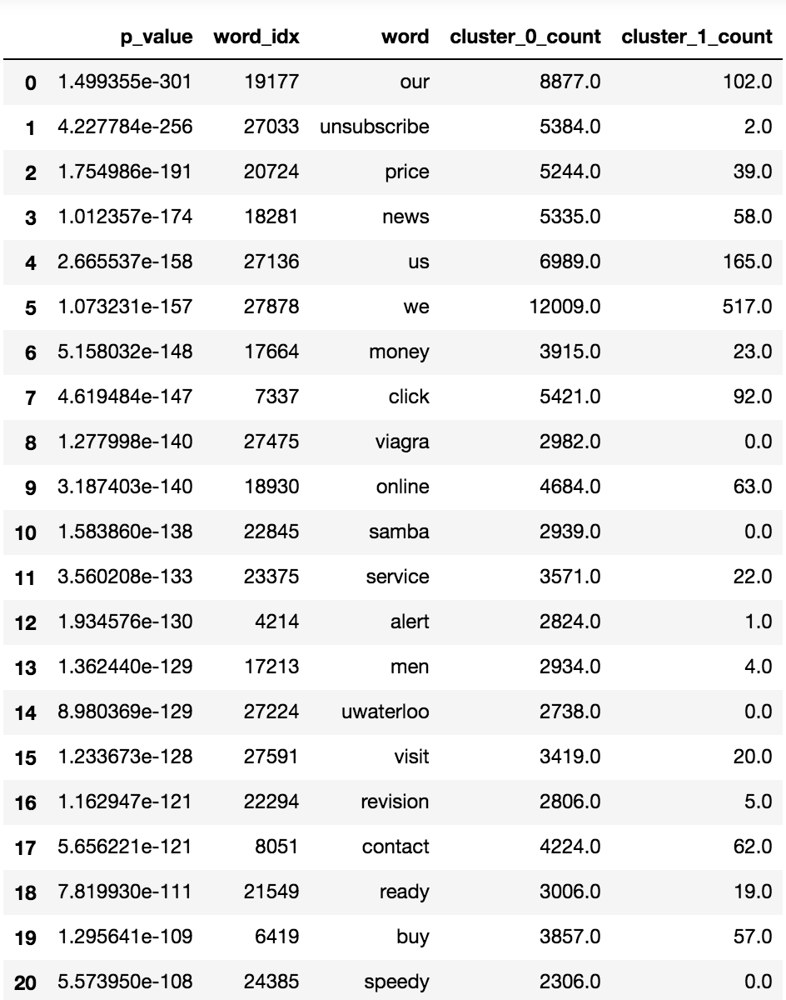 p_value word_idx word cluster_0_count cluster_1_count
0 1.499355e-301 19177 our 8877.0 102.0
1 4.227784e-256 27033 unsubscribe 5384.0 2.0
2 1.754986e-191 20724 price 5244.0 39.0
3 1.012357e-174 18281 news 5335.0 58.0
4 2.665537e-158 27136 us 6989.0 165.0
5 1.073231e-157 27878 we 12009.0 517.0
6 5.158032e-148 17664 money 3915.0 23.0
7 4.619484e-147 7337 click 5421.0 92.0
8 1.277998e-140 27475 viagra 2982.0 0.0
9 3.187403e-140 18930 online 4684.0 63.0
10 1.583860e-138 22845 samba 2939.0 0.0
11 3.560208e-133 23375 service 3571.0 22.0
12 1.934576e-130 4214 alert 2824.0 1.0
13 1.362440e-129 17213 men 2934.0 4.0
14 8.980369e-129 27224 uwaterloo 2738.0 0.0
15 1.233673e-128 27591 visit 3419.0 20.0
16 1.162947e-121 22294 revision 2806.0 5.0
17 5.656221e-121 8051 contact 4224.0 62.0
18 7.819930e-111 21549 ready 3006.0 19.0
19 1.295641e-109 6419 buy 3857.0 57.0
20 5.573950e-108 24385 speedy 2306.0 0.0